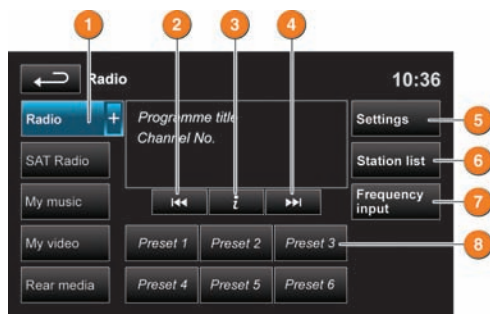 1 2 3 4
Radio 10:36
Radio + Programme title Settings 5
Channel No.
SAT Radio Station list 6
My music i Frequency input 7
My video Preset 1 Preset 2 Preset 3 8
Rear media Preset 4 Preset 5 Preset 6